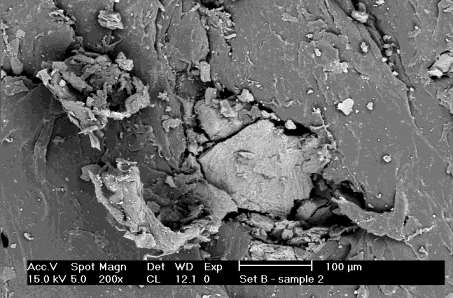 Acc.V Spot Magn Det WD Exp 100 µm
15.0 kV 5.0 200x CL 12.1 0 Set B - sample 2